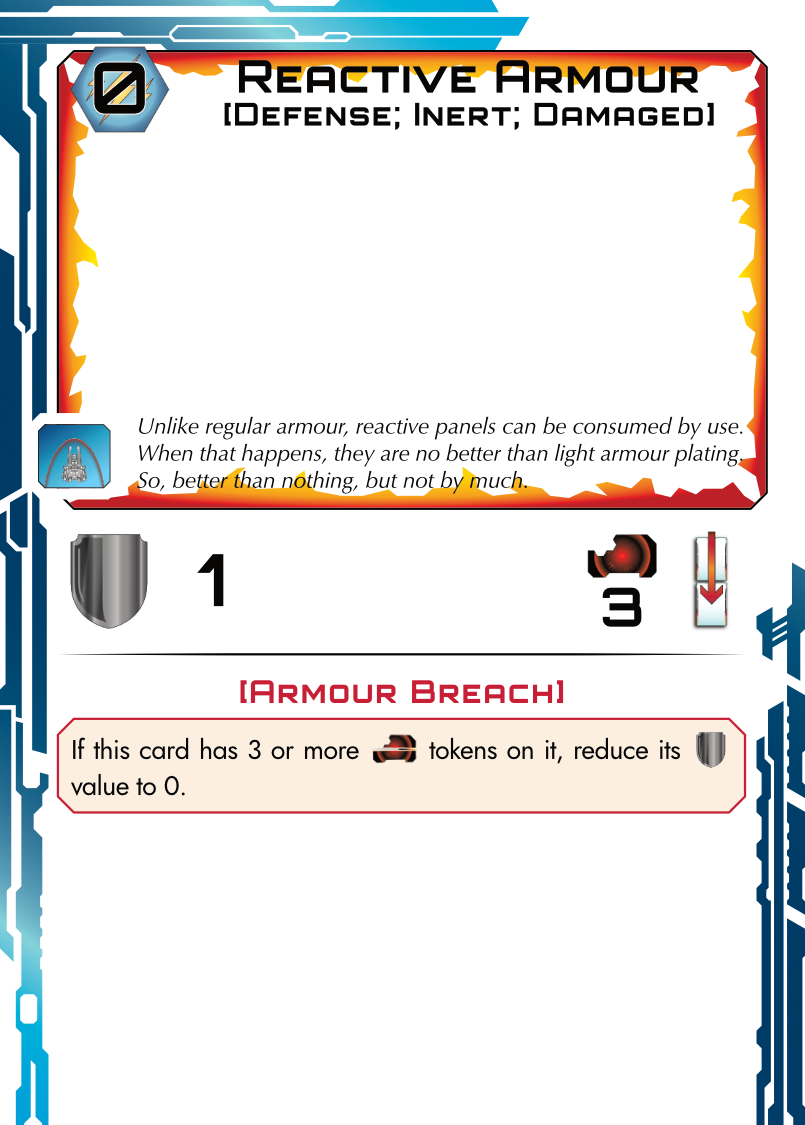 0
Reactive Armour
[Defense; Inert; Damaged]
Unlike regular armour, reactive panels can be consumed by use.
When that happens, they are no better than light armour plating.
So, better than nothing, but not by much.
1
3
[Armour Breach]
If this card has 3 or more tokens on it, reduce its
value to 0.